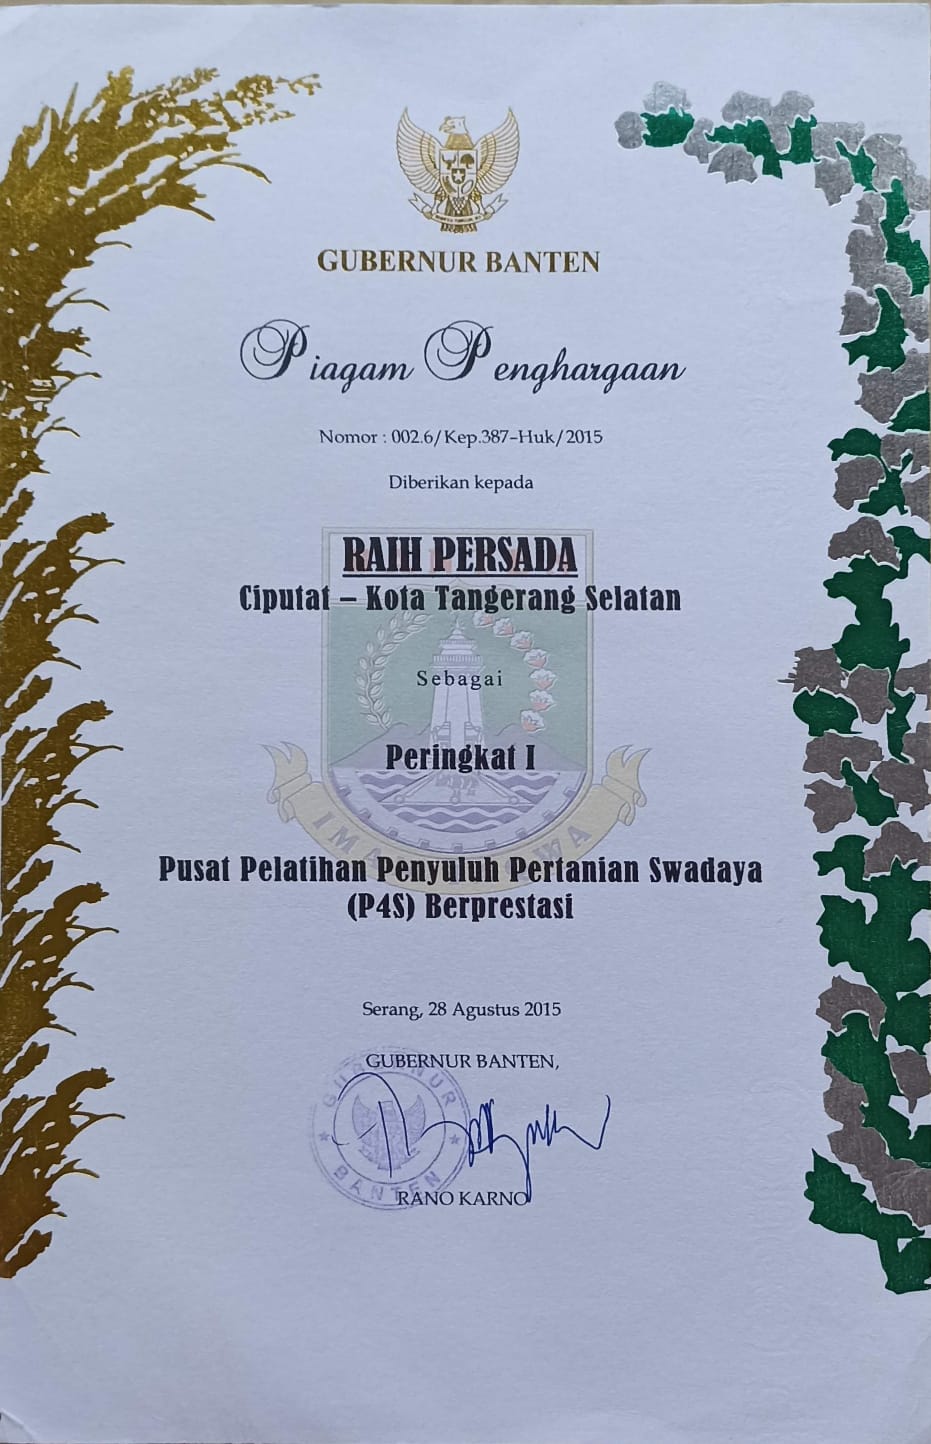 GUBERNUR BANTEN
Piagam Penghargaan
Nomor : 002.6/Kep.387-Huk/2015
Diberikan kepada
RAIH PERSADA
Ciputat – Kota Tangerang Selatan
Sebagai
Peringkat I
Pusat Pelatihan Penyuluh Pertanian Swadaya
(P4S) Berprestasi
Serang, 28 Agustus 2015
GUBERNUR BANTEN,
GUBERNUR
BANTEN
RANO KARNO